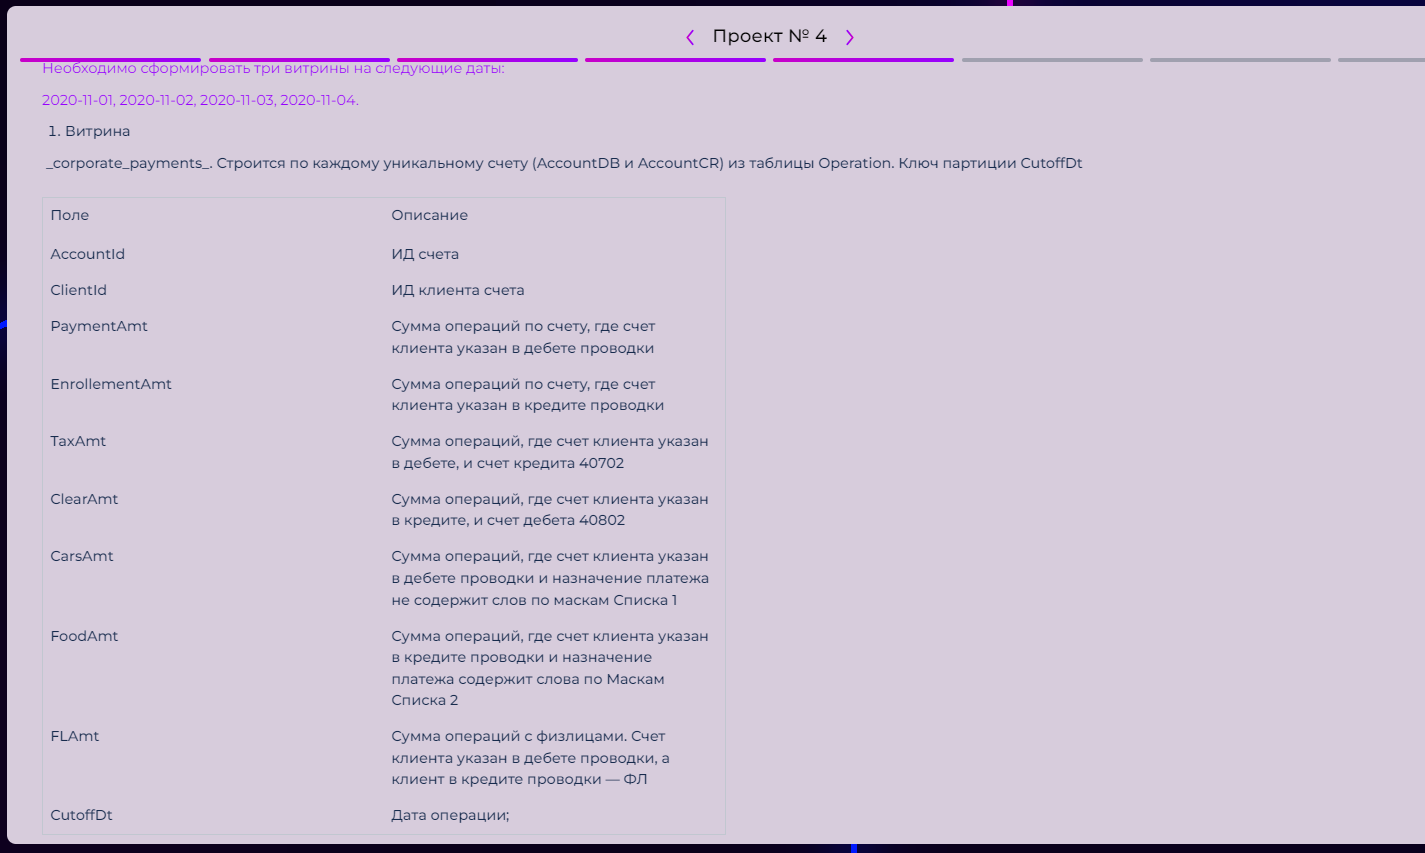 Проект № 4
Необходимо сформировать три витрины на следующие даты:
2020-11-01, 2020-11-02, 2020-11-03, 2020-11-04.
1. Витрина
_corporate_payments_. Строится по каждому уникальному счету (AccountDB и AccountCR) из таблицы Operation. Ключ партиции CutoffDt
Поле Описание
AccountId ИД счета
ClientId ИД клиента счета
PaymentAmt Сумма операций по счету, где счет
клиента указан в дебете проводки
EnrollementAmt Сумма операций по счету, где счет
клиента указан в кредите проводки
TaxAmt Сумма операций, где счет клиента указан
в дебете, и счет кредита 40702
ClearAmt Сумма операций, где счет клиента указан
в кредите, и счет дебета 40802
CarsAmt Сумма операций, где счет клиента указан
в дебете проводки и назначение платежа
не содержит слов по маскам Списка 1
FoodAmt Сумма операций, где счет клиента указан
в кредите проводки и назначение
платежа содержит слова по Маскам
Списка 2
FLAmt Сумма операций с физлицами. Счет
клиента указан в дебете проводки, а
клиент в кредите проводки — ФЛ
CutoffDt Дата операции;